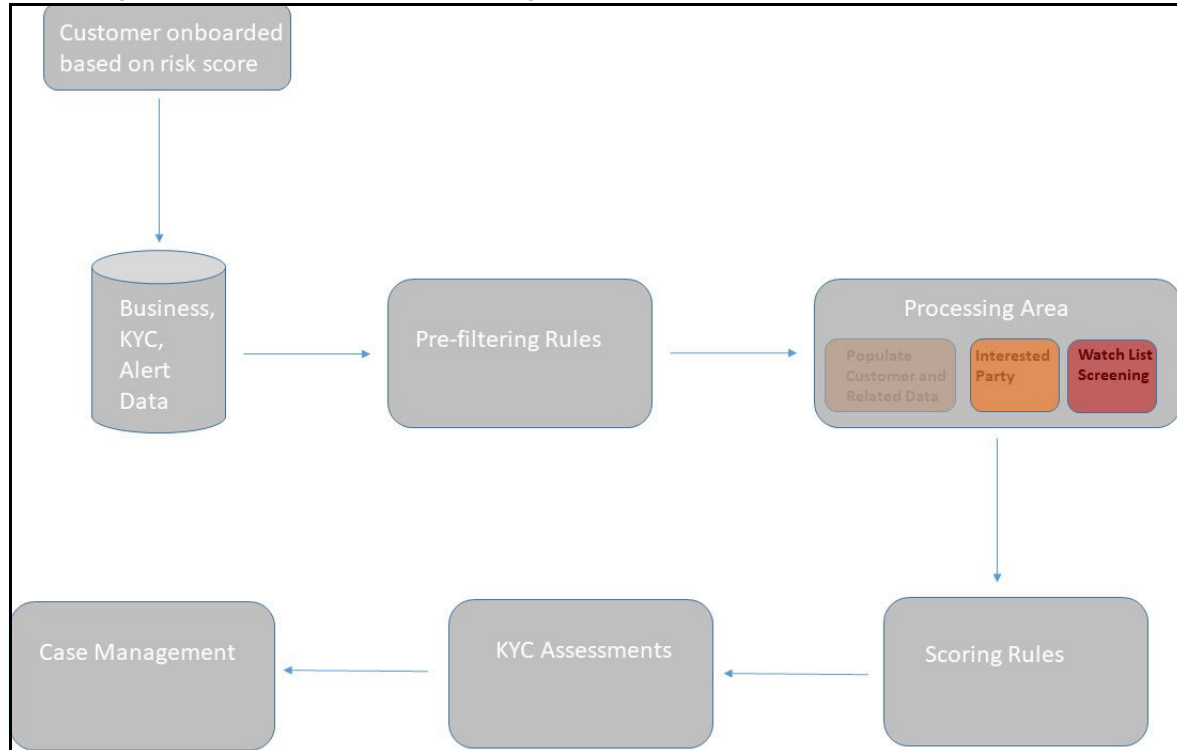 Customer onboarded
based on risk score
Business,
KYC,
Alert
Data
Pre-filtering Rules
Processing Area
Populate
Customer and
Related Data
Interested
Party
Watch List
Screening
Case Management
KYC Assessments
Scoring Rules